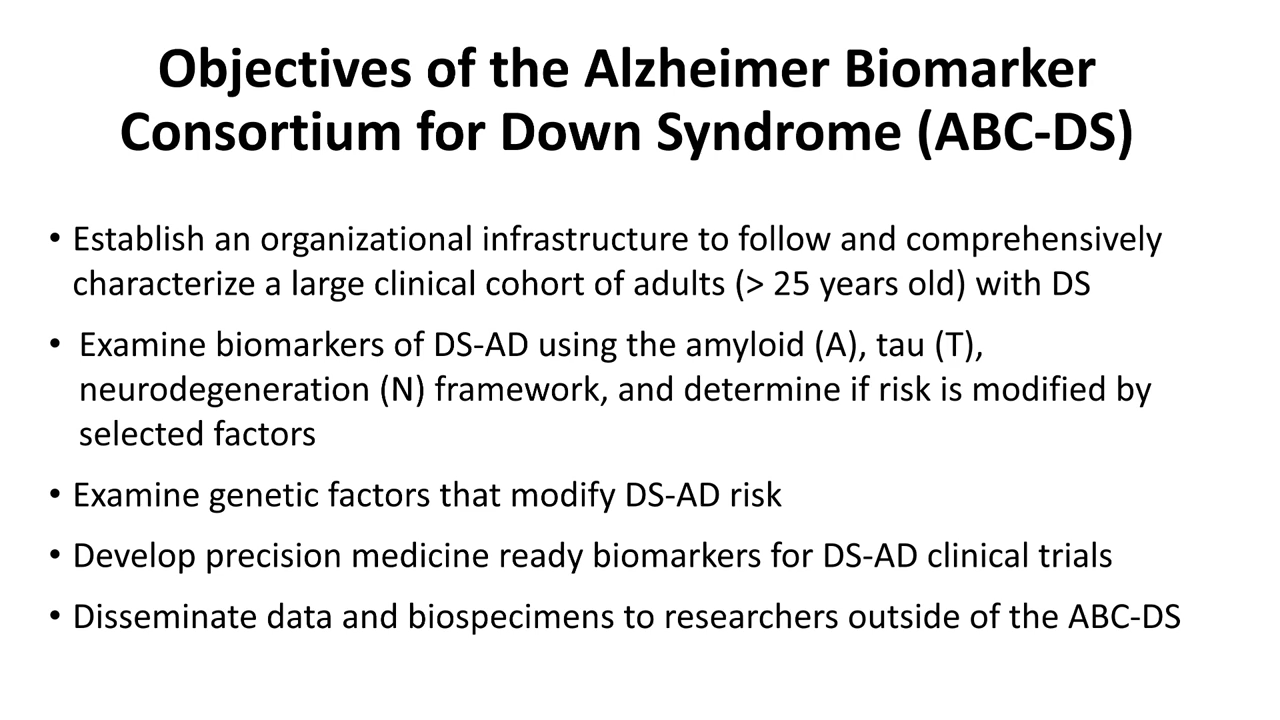 Objectives of the Alzheimer Biomarker
Consortium for Down Syndrome (ABC-DS)
• Establish an organizational infrastructure to follow and comprehensively
characterize a large clinical cohort of adults (> 25 years old) with DS
• Examine biomarkers of DS-AD using the amyloid (A), tau (T),
neurodegeneration (N) framework, and determine if risk is modified by
selected factors
• Examine genetic factors that modify DS-AD risk
• Develop precision medicine ready biomarkers for DS-AD clinical trials
• Disseminate data and biospecimens to researchers outside of the ABC-DS